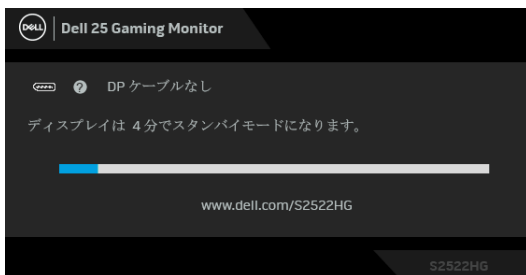 DELL Dell 25 Gaming Monitor
DP ケーブルなし
ディスプレイは 4 分でスタンバイモードになります。
www.dell.com/S2522HG
S2522HG